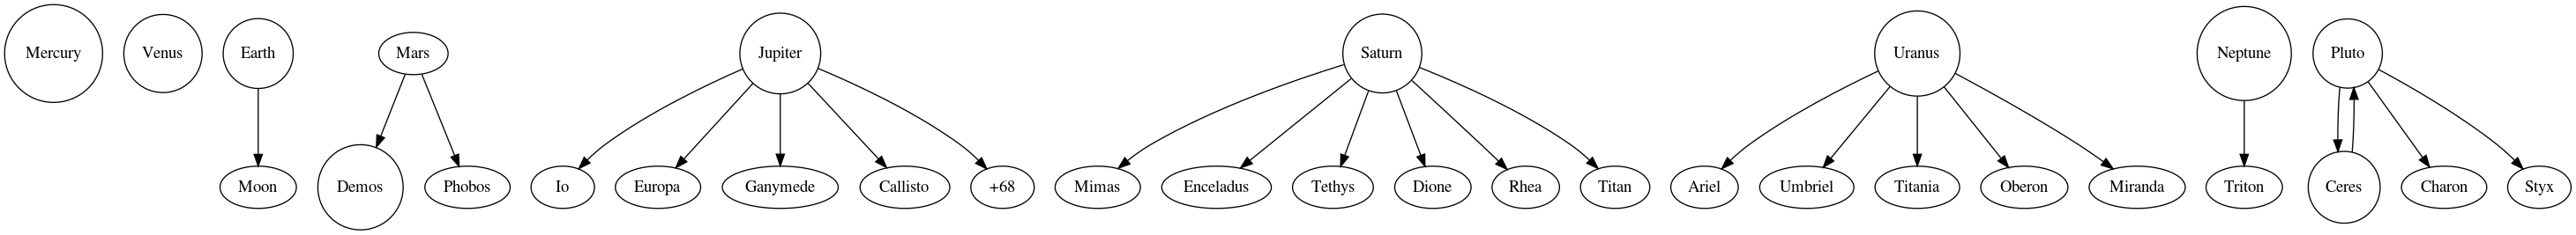 Mercury
Venus
Earth
Mars
Jupiter
Saturn
Uranus
Neptune
Pluto
Moon
Demos
Phobos
Io
Europa
Ganymede
Callisto
+68
Mimas
Enceladus
Tethys
Dione
Rhea
Titan
Ariel
Umbriel
Titania
Oberon
Miranda
Triton
Ceres
Charon
Styx